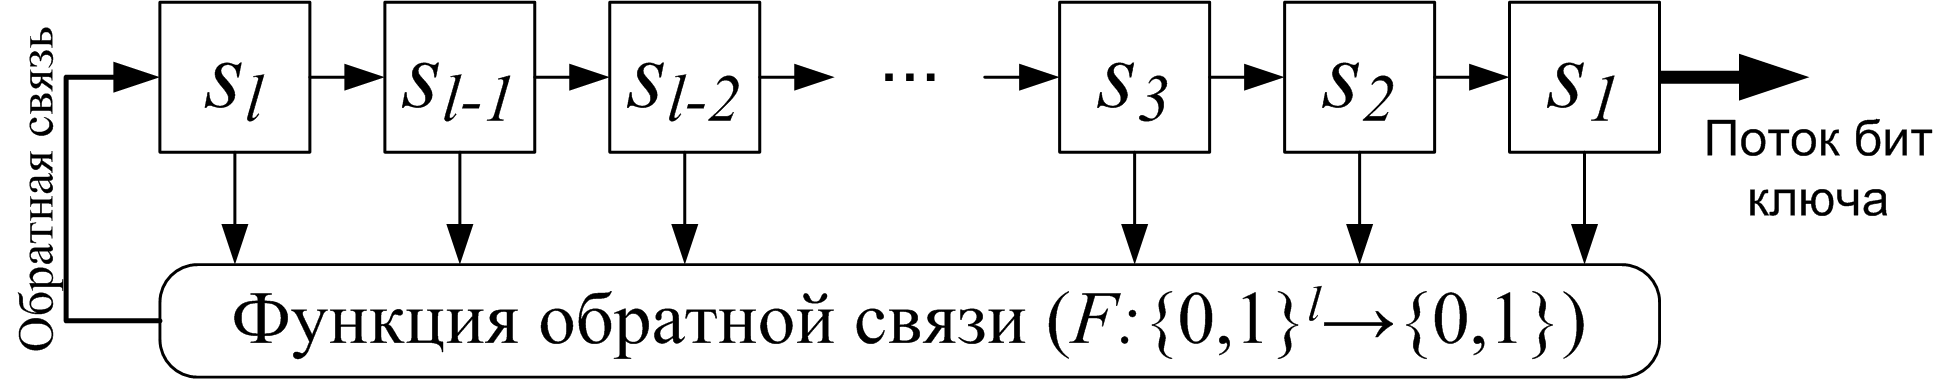 Обратная связь
s_l s_{l-1} s_{l-2} ... s_3 s_2 s_1
Поток бит
ключа
Функция обратной связи (F:{0,1}^l→{0,1})